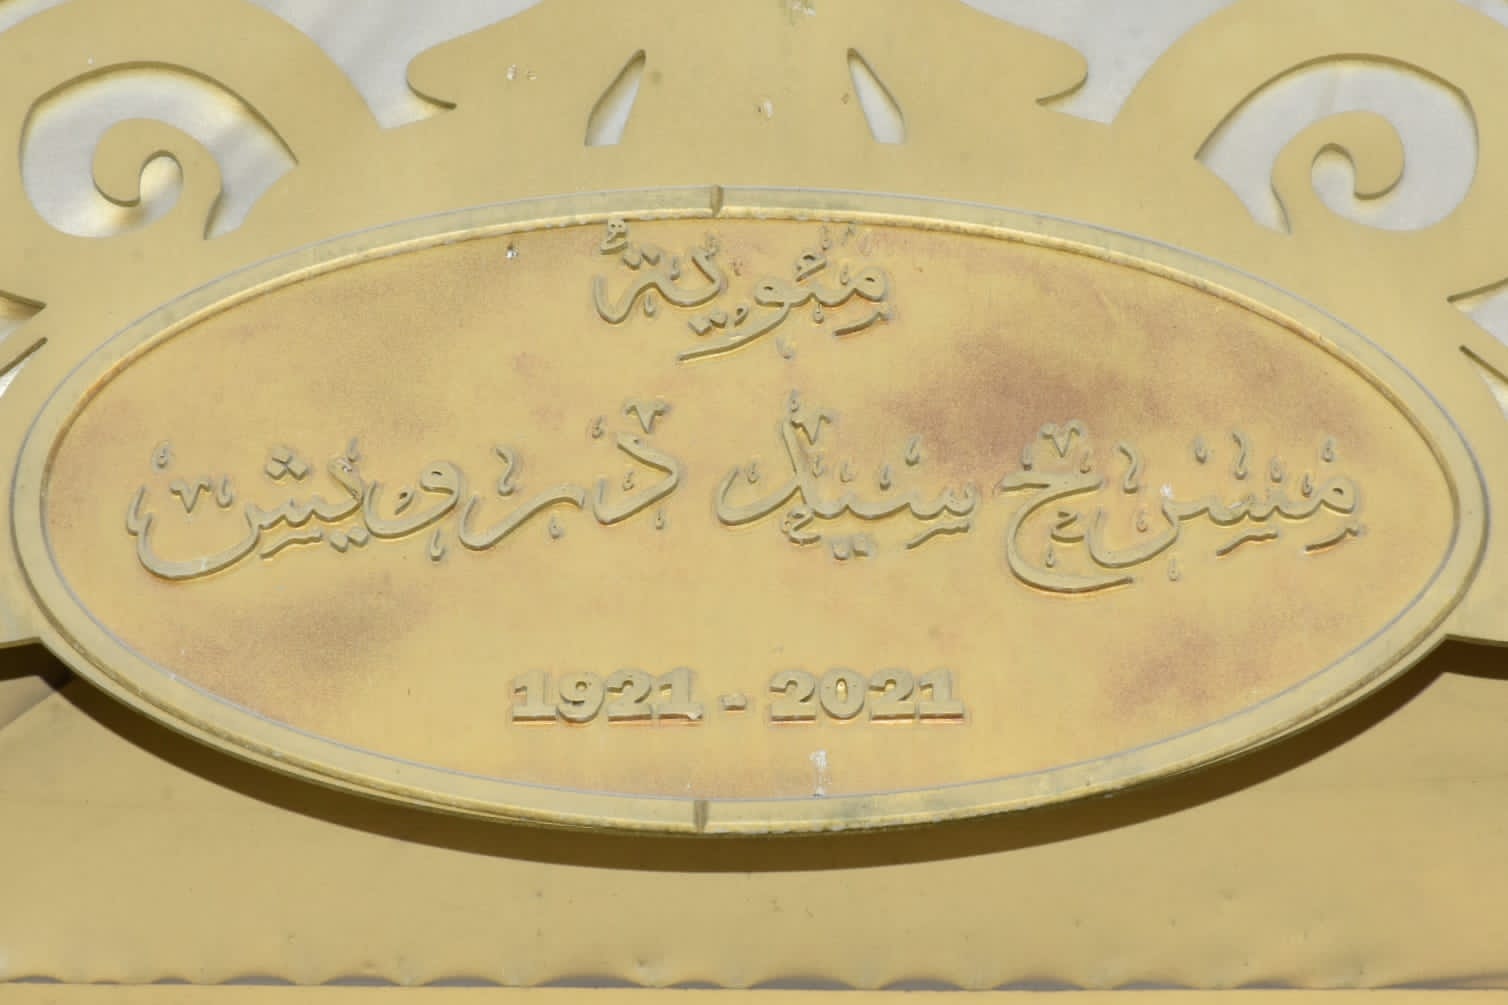 مئوية
مسرح سيد درويش
1921 - 2021